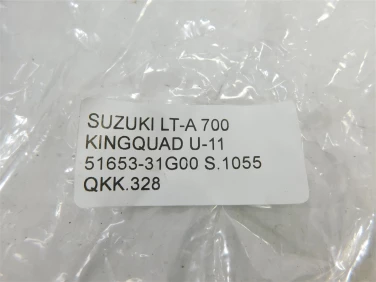 SUZUKI LT-A 700
KINGQUAD U-11
51653-31G00 S.1055
QKK.328